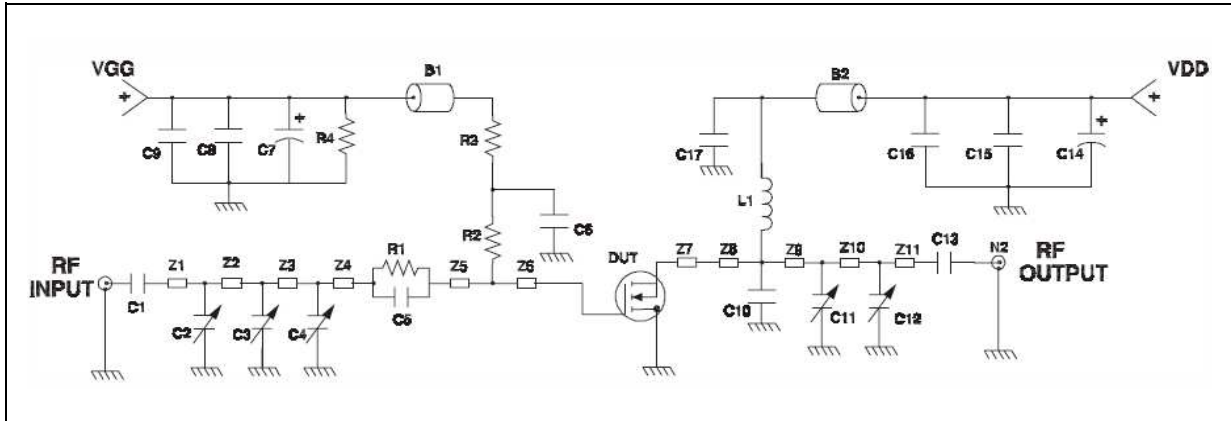 VGG
+
B1
B2
VDD
+
C9
C8
C7
+
R4
R3
C17
C16
C15
C14
+
C6
L1
R2
RF
INPUT
C1
Z1
Z2
Z3
Z4
R1
C5
Z5
Z6
DUT
Z7
Z8
Z9
Z10
Z11
C13
N2
RF
OUTPUT
C2
C3
C4
C10
C11
C12